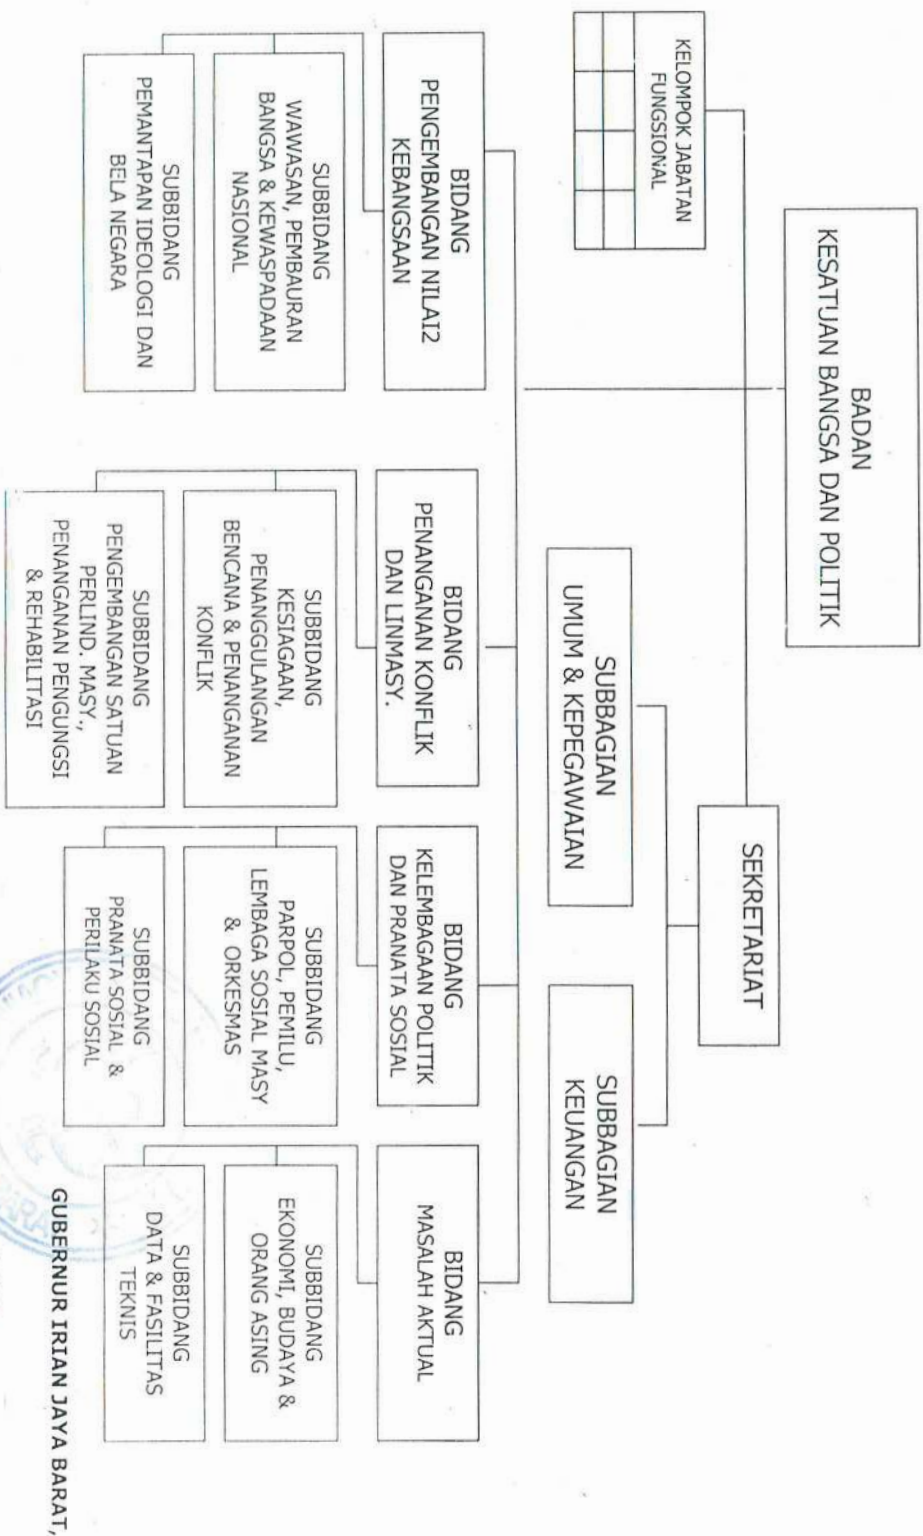 BADAN
KESATUAN BANGSA DAN POLITIK
KELOMPOK JABATAN
FUNGSIONAL
SEKRETARIAT
SUBBAGIAN
UMUM & KEPEGAWAIAN
SUBBAGIAN
KEUANGAN
BIDANG
PENGEMBANGAN NILAI2
KEBANGSAAN
SUBBIDANG
WAWASAN, PEMBAURAN
BANGSA & KEWASPADAAN
NASIONAL
SUBBIDANG
PEMANTAPAN IDEOLOGI DAN
BELA NEGARA
BIDANG
PENANGANAN KONFLIK
DAN LINMASY.
SUBBIDANG
KESIAGAAN,
PENANGGULANGAN
BENCANA & PENANGANAN
KONFLIK
SUBBIDANG
PENGEMBANGAN SATUAN
PERLIND. MASY.,
PENANGANAN PENGUNGSI
& REHABILITASI
BIDANG
KELEMBAGAAN POLITIK
DAN PRANATA SOSIAL
SUBBIDANG
PARPOL, PEMILU,
LEMBAGA SOSIAL MASY
& ORKESMAS
SUBBIDANG
PRANATA SOSIAL &
PERILAKU SOSIAL
BIDANG
MASALAH AKTUAL
SUBBIDANG
EKONOMI, BUDAYA &
ORANG ASING
SUBBIDANG
DATA & FASILITAS
TEKNIS
GUBERNUR IRIAN JAYA BARAT,